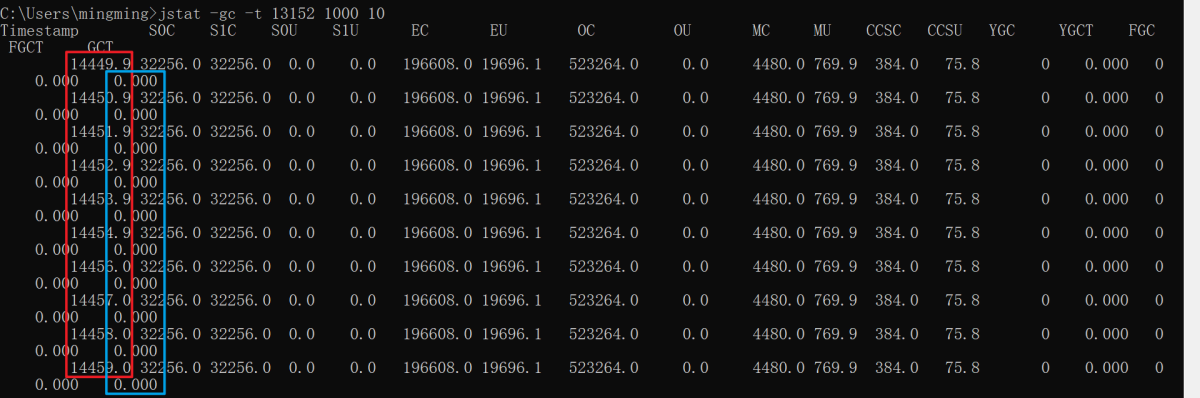 C:\Users\mingming>jstat -gc -t 13152 1000 10
Timestamp S0C S1C S0U S1U EC EU OC OU MC MU CCSC CCSU YGC YGCT FGC
FGCT GCT
14449.9 32256.0 32256.0 0.0 0.0 196608.0 19696.1 523264.0 0.0 4480.0 769.9 384.0 75.8 0 0.000 0
0.000 0.000
14450.9 32256.0 32256.0 0.0 0.0 196608.0 19696.1 523264.0 0.0 4480.0 769.9 384.0 75.8 0 0.000 0
0.000 0.000
14451.9 32256.0 32256.0 0.0 0.0 196608.0 19696.1 523264.0 0.0 4480.0 769.9 384.0 75.8 0 0.000 0
0.000 0.000
14452.9 32256.0 32256.0 0.0 0.0 196608.0 19696.1 523264.0 0.0 4480.0 769.9 384.0 75.8 0 0.000 0
0.000 0.000
14453.9 32256.0 32256.0 0.0 0.0 196608.0 19696.1 523264.0 0.0 4480.0 769.9 384.0 75.8 0 0.000 0
0.000 0.000
14454.9 32256.0 32256.0 0.0 0.0 196608.0 19696.1 523264.0 0.0 4480.0 769.9 384.0 75.8 0 0.000 0
0.000 0.000
14456.0 32256.0 32256.0 0.0 0.0 196608.0 19696.1 523264.0 0.0 4480.0 769.9 384.0 75.8 0 0.000 0
0.000 0.000
14457.0 32256.0 32256.0 0.0 0.0 196608.0 19696.1 523264.0 0.0 4480.0 769.9 384.0 75.8 0 0.000 0
0.000 0.000
14458.0 32256.0 32256.0 0.0 0.0 196608.0 19696.1 523264.0 0.0 4480.0 769.9 384.0 75.8 0 0.000 0
0.000 0.000
14459.0 32256.0 32256.0 0.0 0.0 196608.0 19696.1 523264.0 0.0 4480.0 769.9 384.0 75.8 0 0.000 0
0.000 0.000